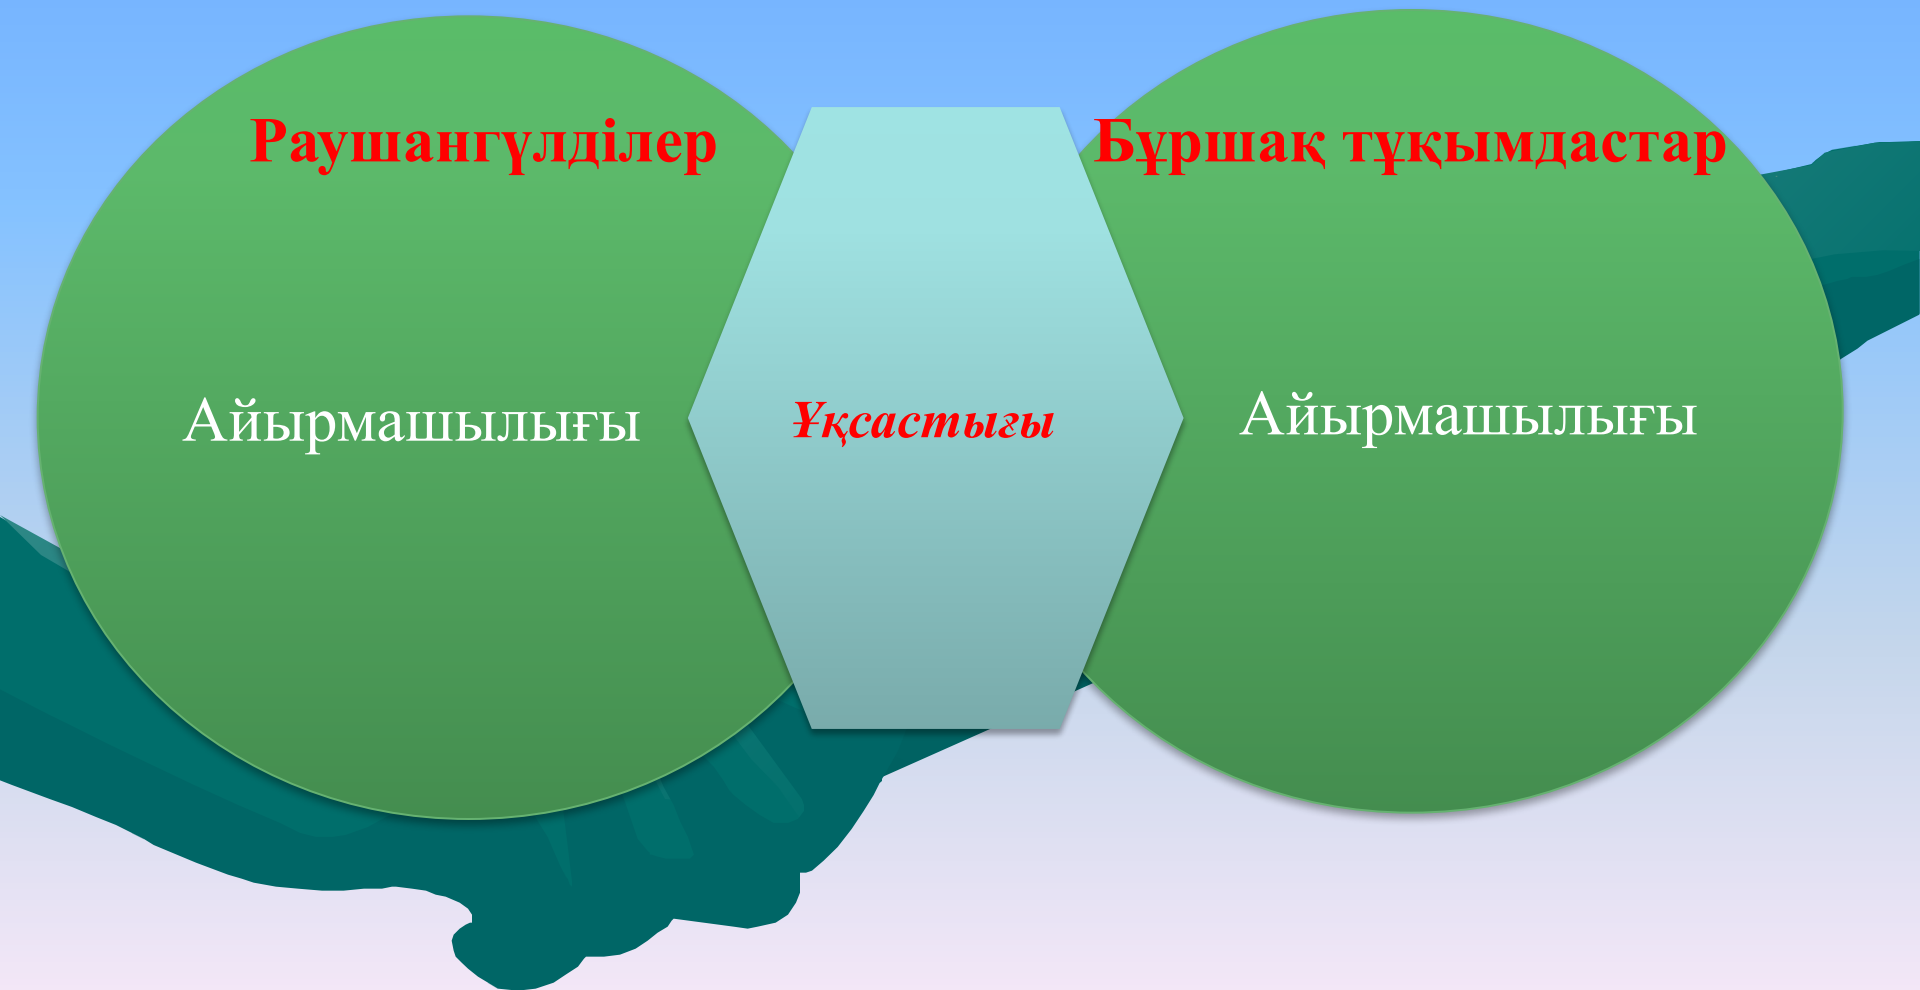 Раушангүлділер
Бұршақ тұқымдастар
Айырмашылығы
Ұқсастығы
Айырмашылығы